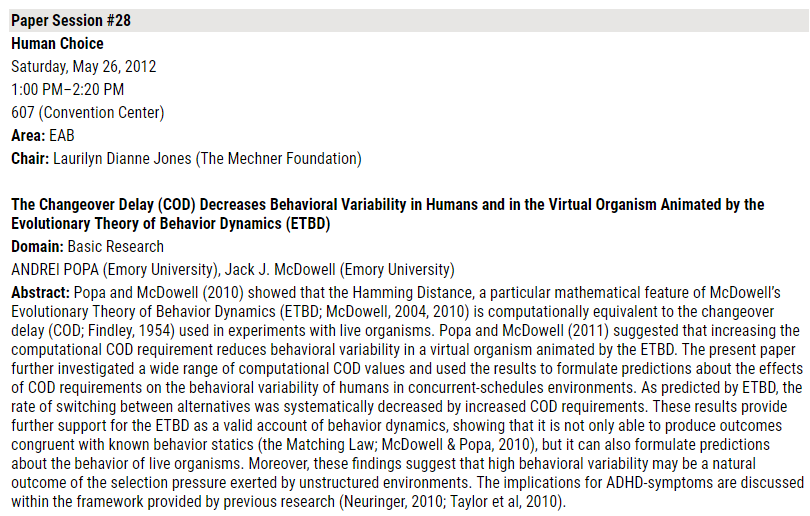 Paper Session #28
Human Choice
Saturday, May 26, 2012
1:00 PM–2:20 PM
607 (Convention Center)
Area: EAB
Chair: Laurilyn Dianne Jones (The Mechner Foundation)
The Changeover Delay (COD) Decreases Behavioral Variability in Humans and in the Virtual Organism Animated by the
Evolutionary Theory of Behavior Dynamics (ETBD)
Domain: Basic Research
ANDREI POPA (Emory University), Jack J. McDowell (Emory University)
Abstract: Popa and McDowell (2010) showed that the Hamming Distance, a particular mathematical feature of McDowell's
Evolutionary Theory of Behavior Dynamics (ETBD; McDowell, 2004, 2010) is computationally equivalent to the changeover
delay (COD; Findley, 1954) used in experiments with live organisms. Popa and McDowell (2011) suggested that increasing the
computational COD requirement reduces behavioral variability in a virtual organism animated by the ETBD. The present paper
further investigated a wide range of computational COD values and used the results to formulate predictions about the effects
of COD requirements on the behavioral variability of humans in concurrent-schedules environments. As predicted by ETBD, the
rate of switching between alternatives was systematically decreased by increased COD requirements. These results provide
further support for the ETBD as a valid account of behavior dynamics, showing that it is not only able to produce outcomes
congruent with known behavior statics (the Matching Law; McDowell & Popa, 2010), but it can also formulate predictions
about the behavior of live organisms. Moreover, these findings suggest that high behavioral variability may be a natural
outcome of the selection pressure exerted by unstructured environments. The implications for ADHD-symptoms are discussed
within the framework provided by previous research (Neuringer, 2010; Taylor et al, 2010).